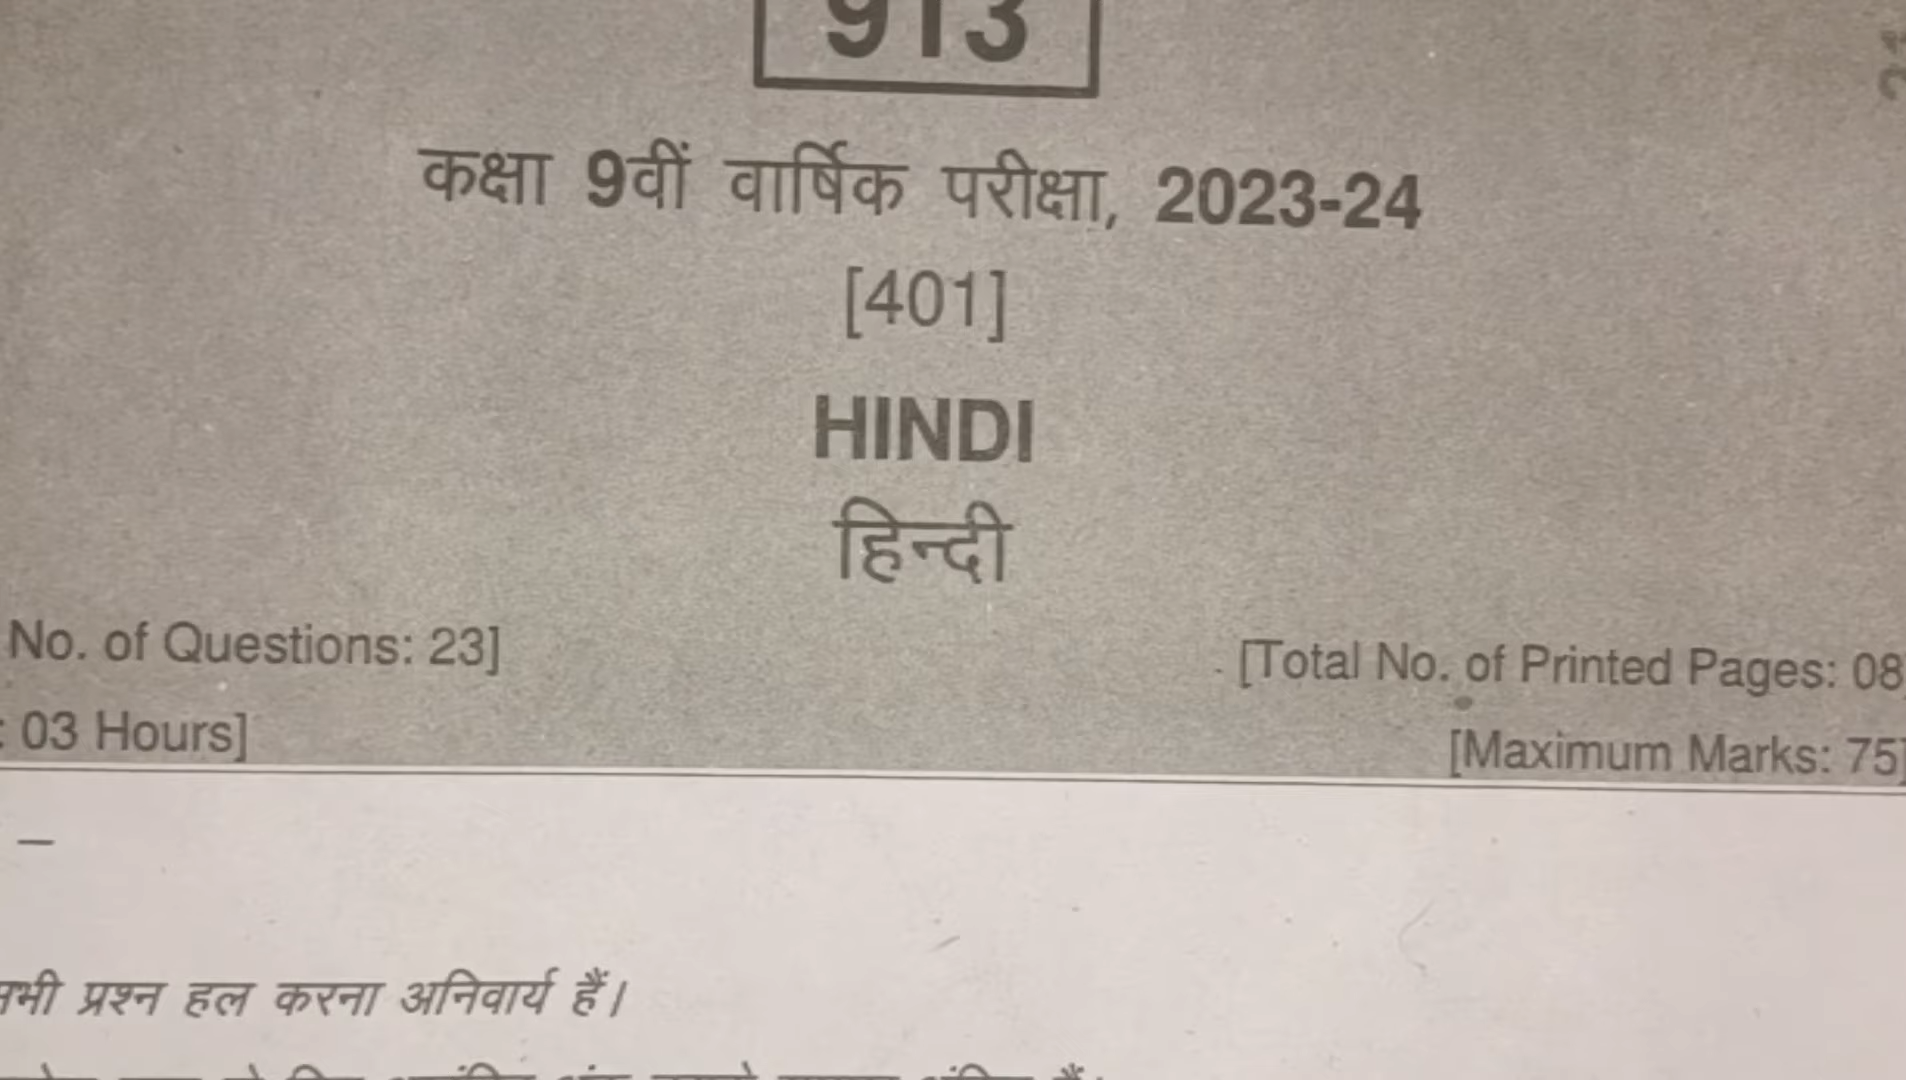 913
कक्षा 9वीं वार्षिक परीक्षा, 2023-24
[401]
HINDI
हिन्दी
No. of Questions: 23]
[Total No. of Printed Pages: 08
: 03 Hours]
[Maximum Marks: 75]
–
सभी प्रश्न हल करना अनिवार्य हैं।